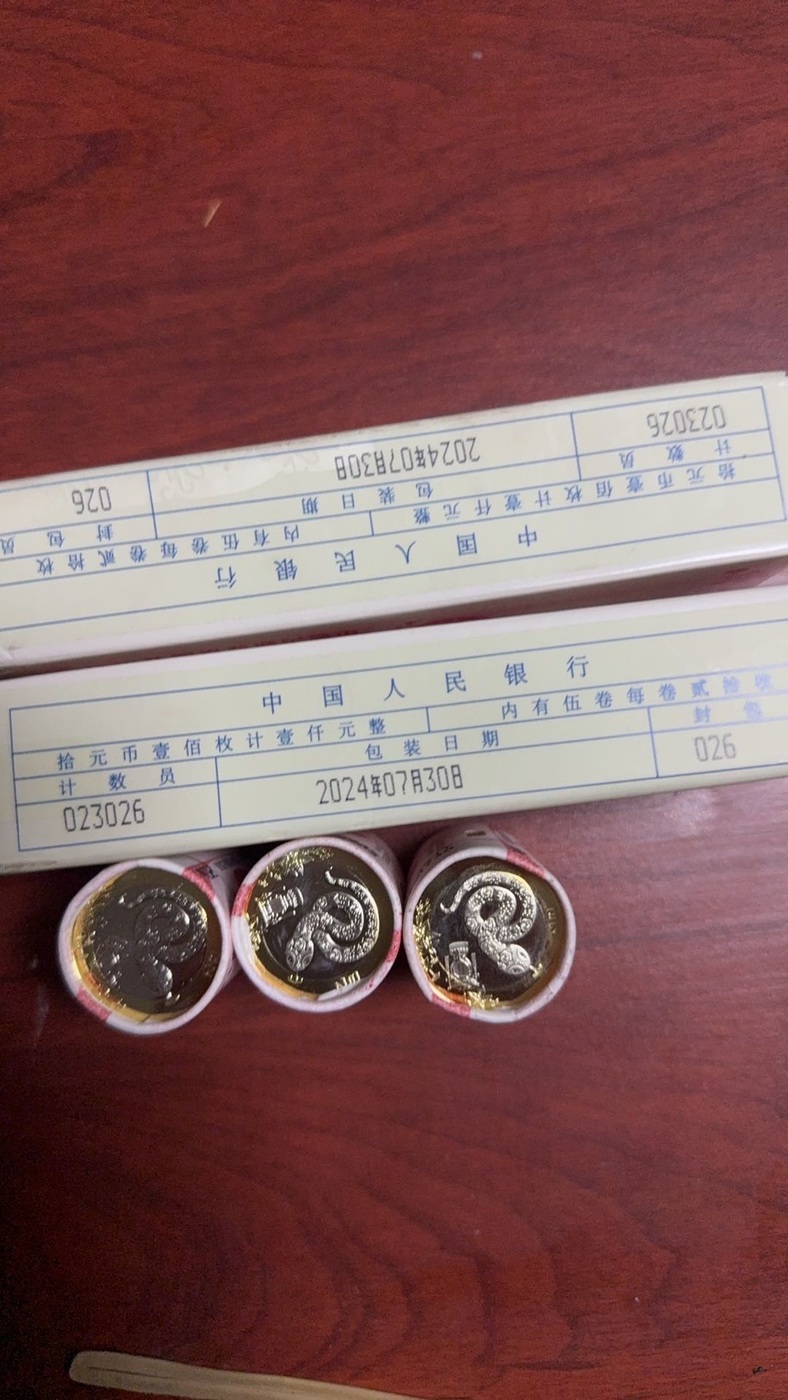 023026
2024年07月30日
026
计数员
包装日期
封包员
拾元币壹佰枚计壹仟元整
内有伍卷每卷贰拾枚
中国人民银行
中国人民银行
拾元币壹佰枚计壹仟元整
内有伍卷每卷贰拾枚
计数员
包装日期
封包
023026
2024年07月30日
026